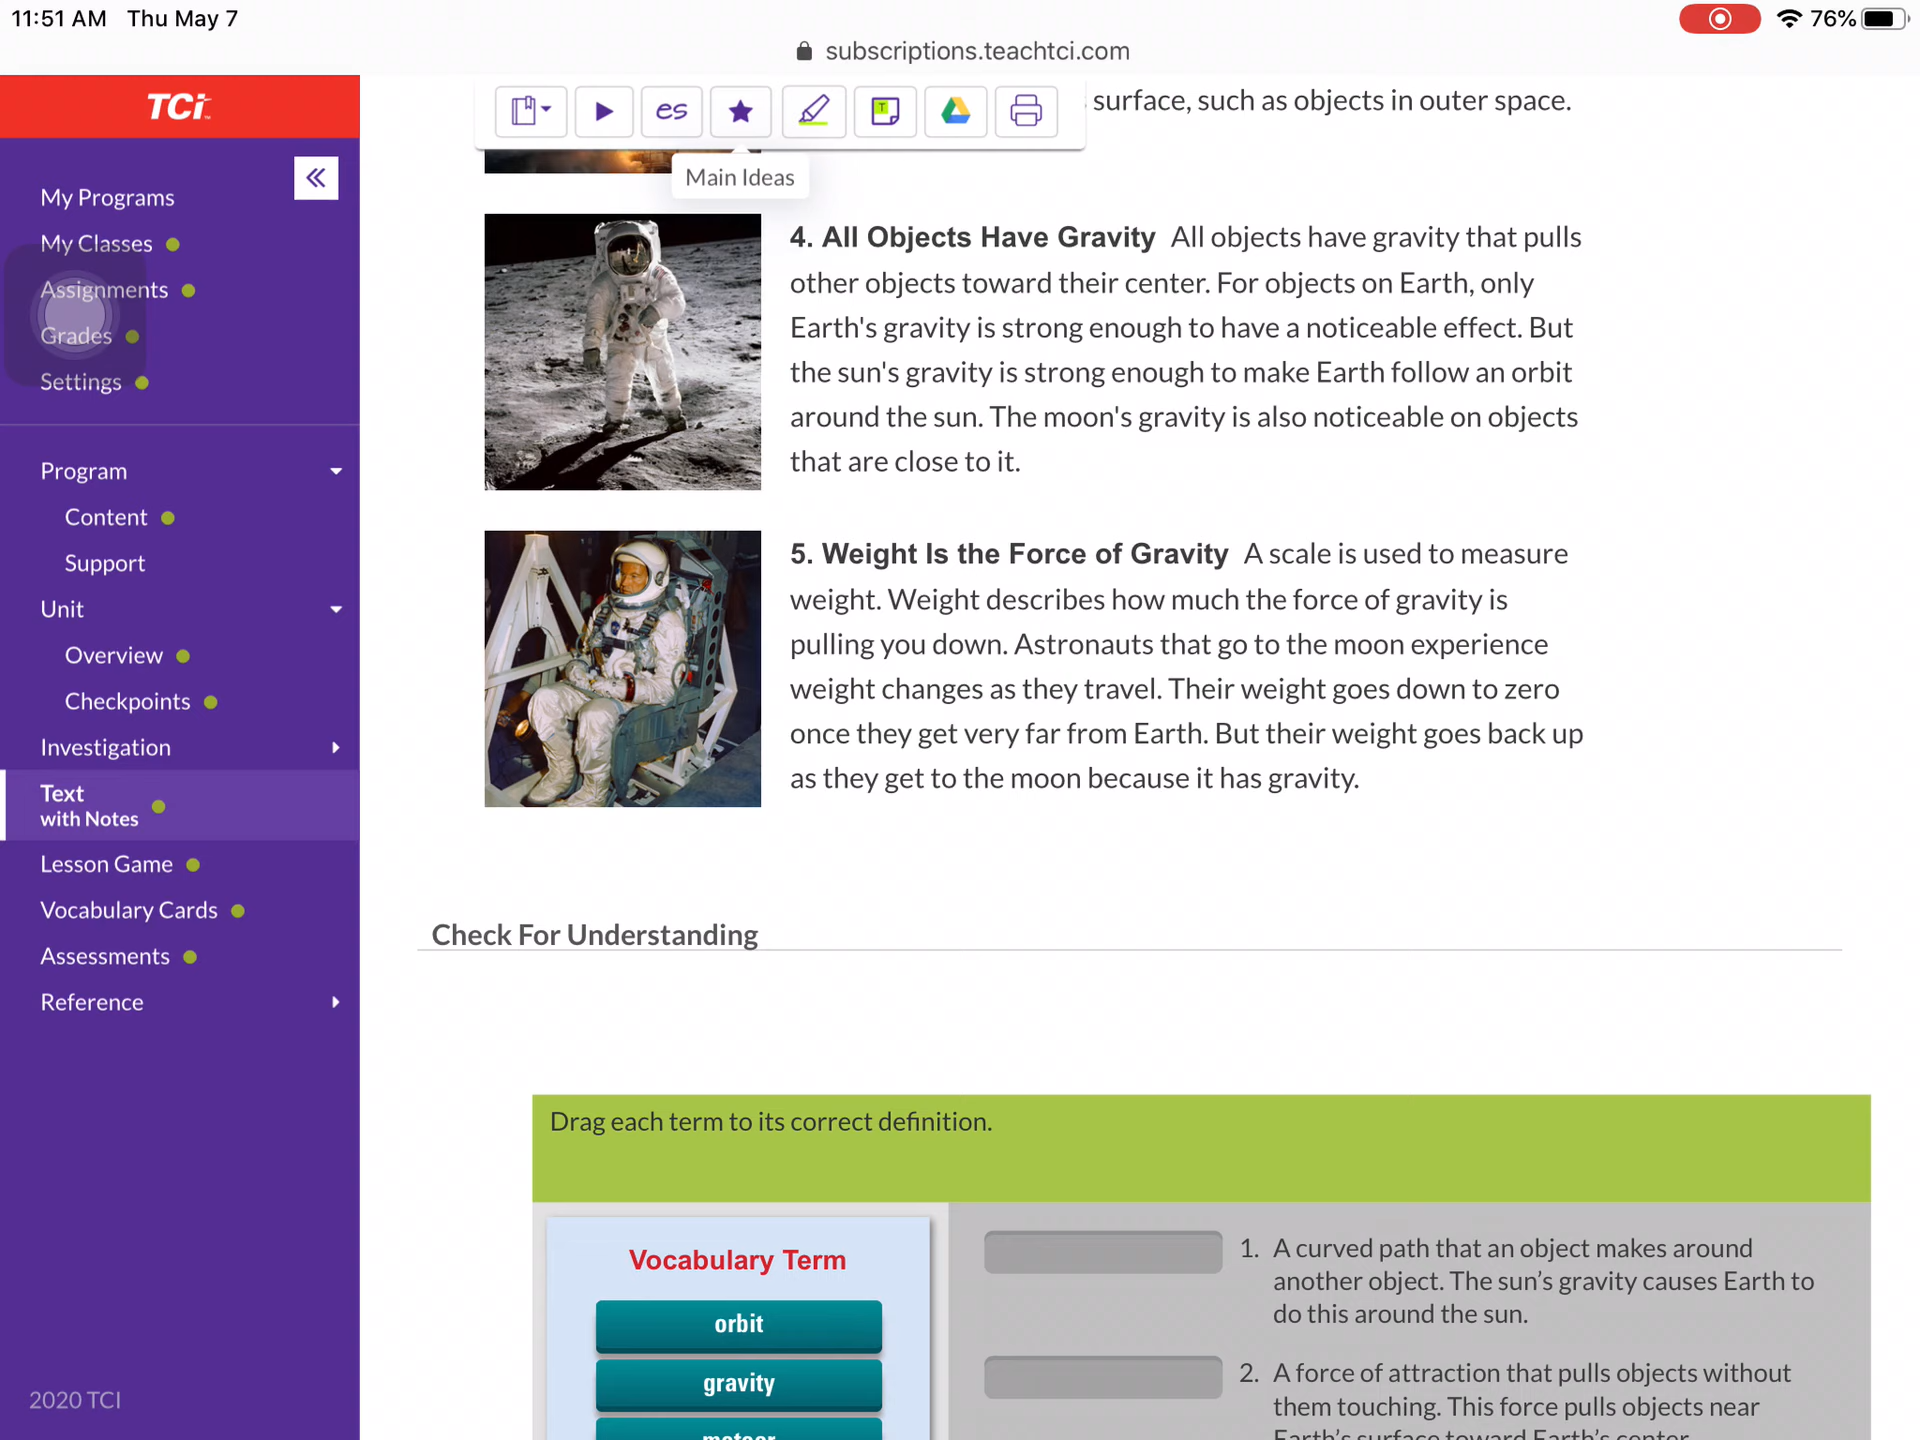 11:51 AM Thu May 7
76%
subscriptions.teachtci.com
TCi
My Programs
My Classes
Assignments
Grades
Settings
Program
Content
Support
Unit
Overview
Checkpoints
Investigation
Text
with Notes
Lesson Game
Vocabulary Cards
Assessments
Reference
2020 TCI
es
T
surface, such as objects in outer space.
Main Ideas
4. All Objects Have Gravity All objects have gravity that pulls
other objects toward their center. For objects on Earth, only
Earth's gravity is strong enough to have a noticeable effect. But
the sun's gravity is strong enough to make Earth follow an orbit
around the sun. The moon's gravity is also noticeable on objects
that are close to it.
5. Weight Is the Force of Gravity A scale is used to measure
weight. Weight describes how much the force of gravity is
pulling you down. Astronauts that go to the moon experience
weight changes as they travel. Their weight goes down to zero
once they get very far from Earth. But their weight goes back up
as they get to the moon because it has gravity.
Check For Understanding
Drag each term to its correct definition.
Vocabulary Term
orbit
gravity
meteor
1. A curved path that an object makes around
another object. The sun’s gravity causes Earth to
do this around the sun.
2. A force of attraction that pulls objects without
them touching. This force pulls objects near
Earth’s surface toward Earth’s center.